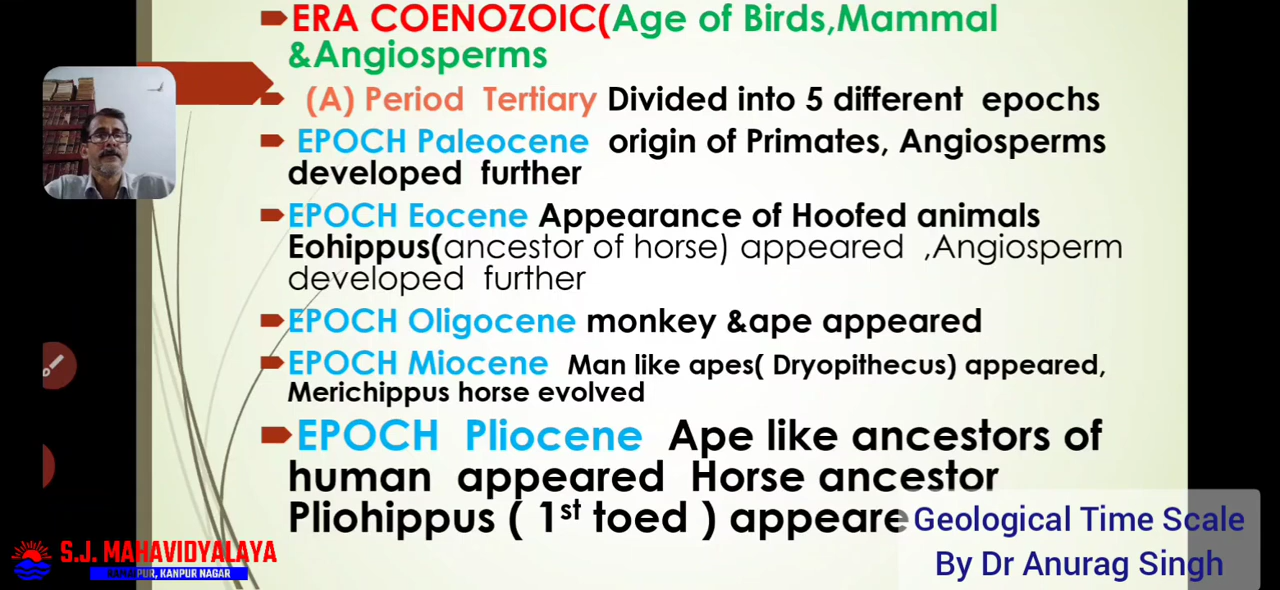 ERA COENOZOIC(Age of Birds,Mammal
&Angiosperms
(A) Period Tertiary Divided into 5 different epochs
EPOCH Paleocene origin of Primates, Angiosperms
developed further
EPOCH Eocene Appearance of Hoofed animals
Eohippus(ancestor of horse) appeared ,Angiosperm
developed further
EPOCH Oligocene monkey &ape appeared
EPOCH Miocene Man like apes( Dryopithecus) appeared,
Merichippus horse evolved
EPOCH Pliocene Ape like ancestors of
human appeared Horse ancestor
Pliohippus ( 1st toed ) appeare
Geological Time Scale
By Dr Anurag Singh
S.J. MAHAVIDYALAYA
RAMAIPUR, KANPUR NAGAR